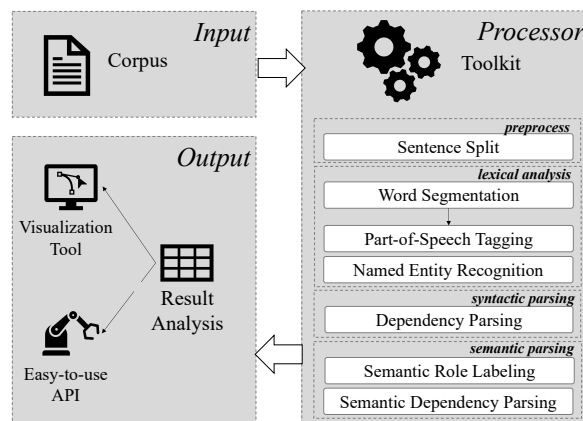 Input
Corpus
Processor
Toolkit
preprocess
Sentence Split
lexical analysis
Word Segmentation
Part-of-Speech Tagging
Named Entity Recognition
syntactic parsing
Dependency Parsing
semantic parsing
Semantic Role Labeling
Semantic Dependency Parsing
Output
Visualization
Tool
Result
Analysis
Easy-to-use
API